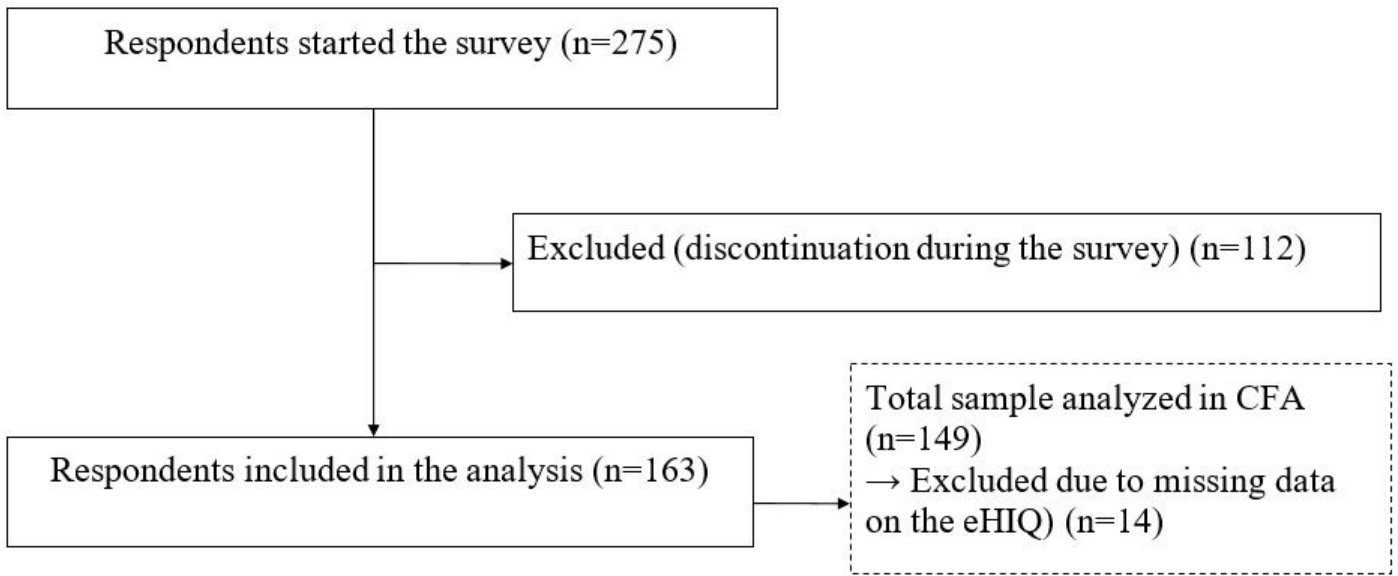 Respondents started the survey (n=275)
Excluded (discontinuation during the survey) (n=112)
Respondents included in the analysis (n=163)
Total sample analyzed in CFA
(n=149)
→ Excluded due to missing data
on the eHIQ) (n=14)